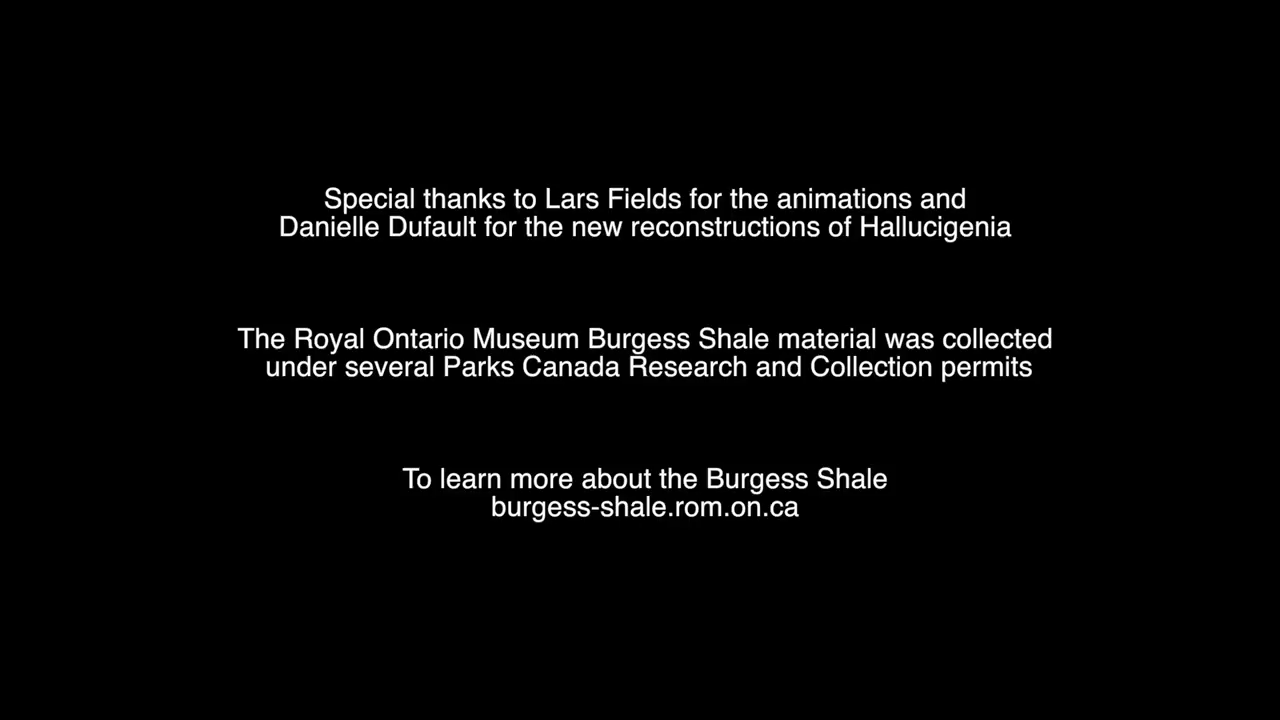 Special thanks to Lars Fields for the animations and
Danielle Dufault for the new reconstructions of Hallucigenia
The Royal Ontario Museum Burgess Shale material was collected
under several Parks Canada Research and Collection permits
To learn more about the Burgess Shale
burgess-shale.rom.on.ca